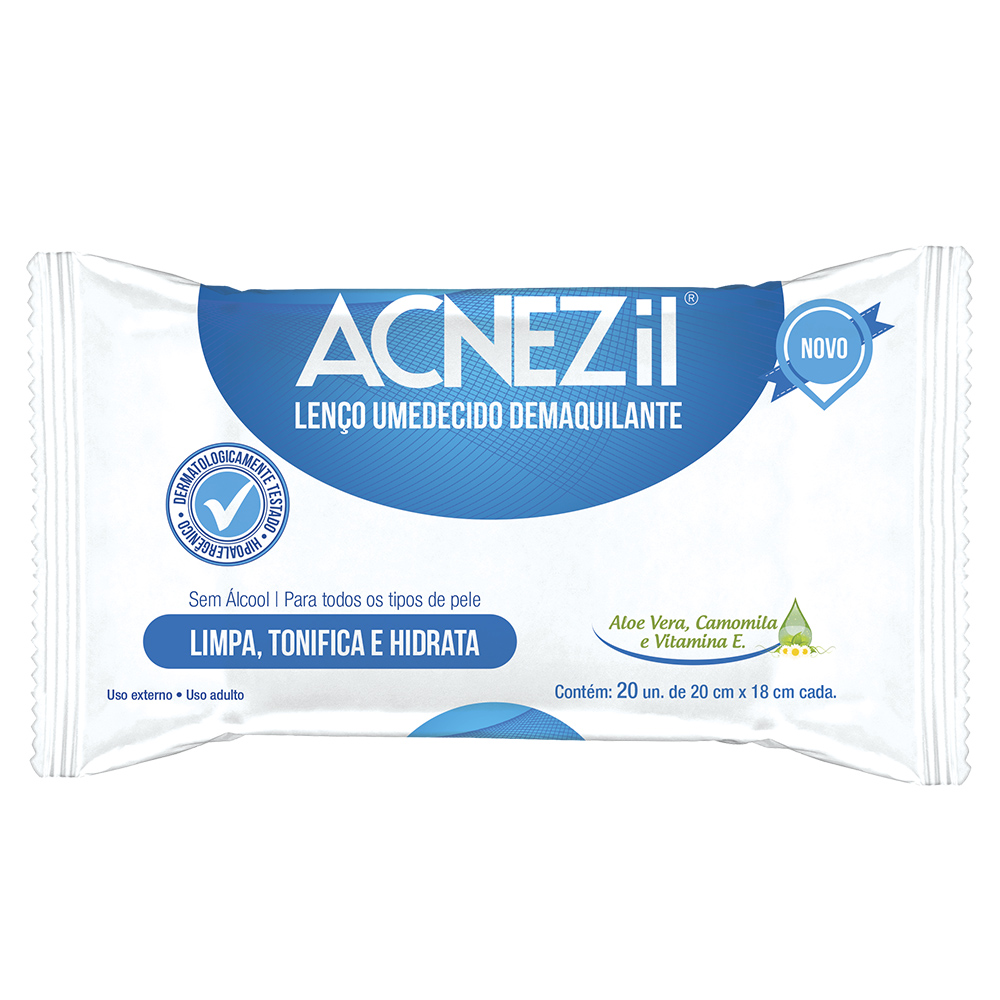 ACNEZil®
LENÇO UMEDECIDO DEMAQUILANTE
NOVO
DERMATOLOGICAMENTE TESTADO • HIPOALERGÊNICO •
Sem Álcool | Para todos os tipos de pele
LIMPA, TONIFICA E HIDRATA
Aloe Vera, Camomila
e Vitamina E.
Uso externo • Uso adulto
Contém: 20 un. de 20 cm x 18 cm cada.